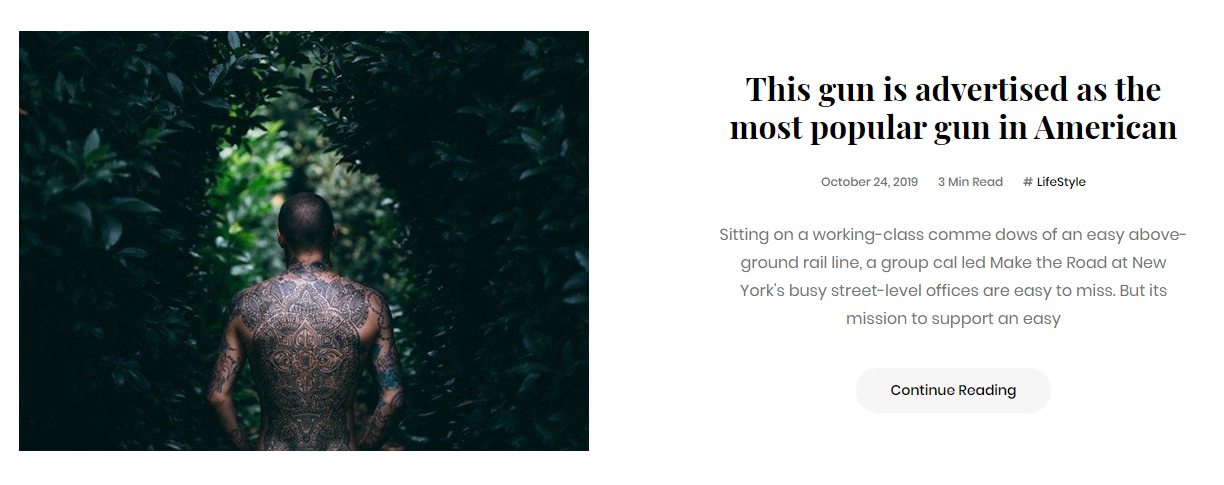 This gun is advertised as the
most popular gun in American
October 24, 2019 3 Min Read # LifeStyle
Sitting on a working-class comme dows of an easy above-
ground rail line, a group cal led Make the Road at New
York's busy street-level offices are easy to miss. But its
mission to support an easy
Continue Reading